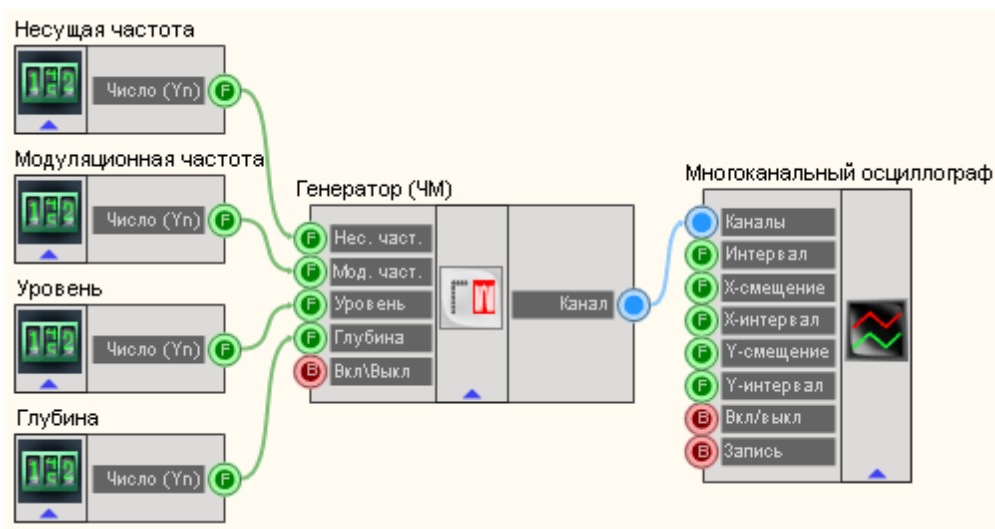 Несущая частота
Число (Yn)
F
Модуляционная частота
Число (Yn)
F
Уровень
Число (Yn)
F
Глубина
Число (Yn)
F
Генератор (ЧМ)
F Нес. част.
F Мод. част.
F Уровень
F Глубина
B Вкл\Выкл
Канал
Многоканальный осциллограф
Каналы
F Интервал
F X-смещение
F X-интервал
F Y-смещение
F Y-интервал
B Вкл/выкл
B Запись